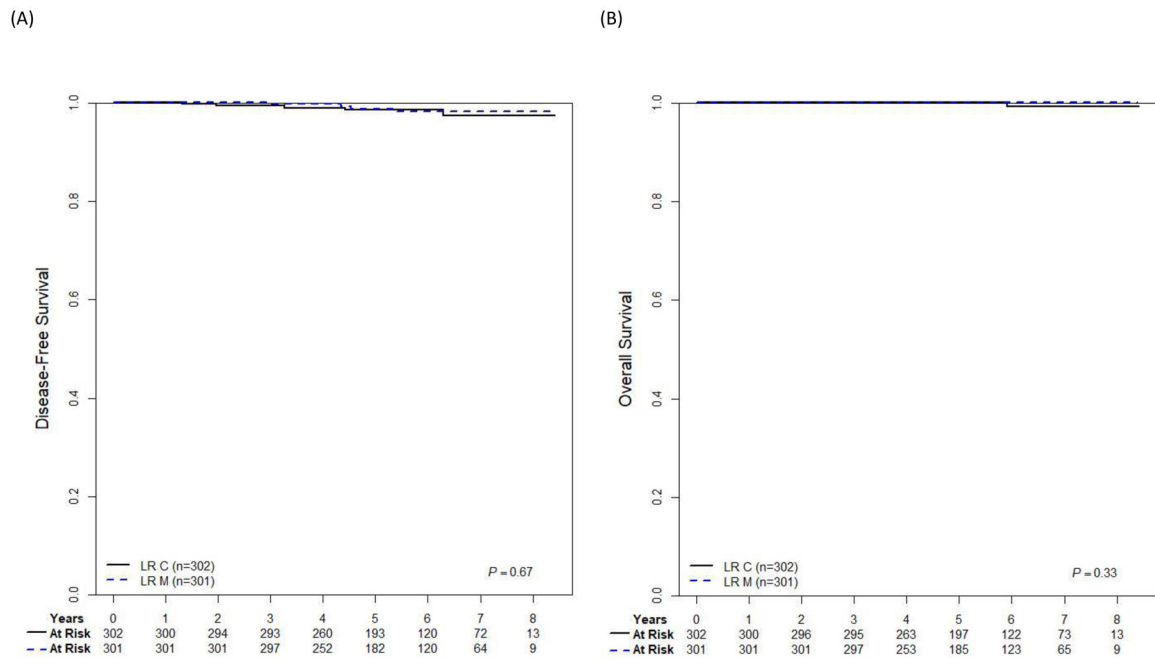 (A)
Disease-Free Survival
1.0
0.8
0.6
0.4
0.2
0.0
LR C (n=302)
LR M (n=301)
P = 0.67
Years 0 1 2 3 4 5 6 7 8
At Risk 302 300 294 293 260 193 120 72 13
At Risk 301 301 301 297 252 182 120 64 9
(B)
Overall Survival
1.0
0.8
0.6
0.4
0.2
0.0
LR C (n=302)
LR M (n=301)
P = 0.33
Years 0 1 2 3 4 5 6 7 8
At Risk 302 300 296 295 263 197 122 73 13
At Risk 301 301 301 297 253 185 123 65 9